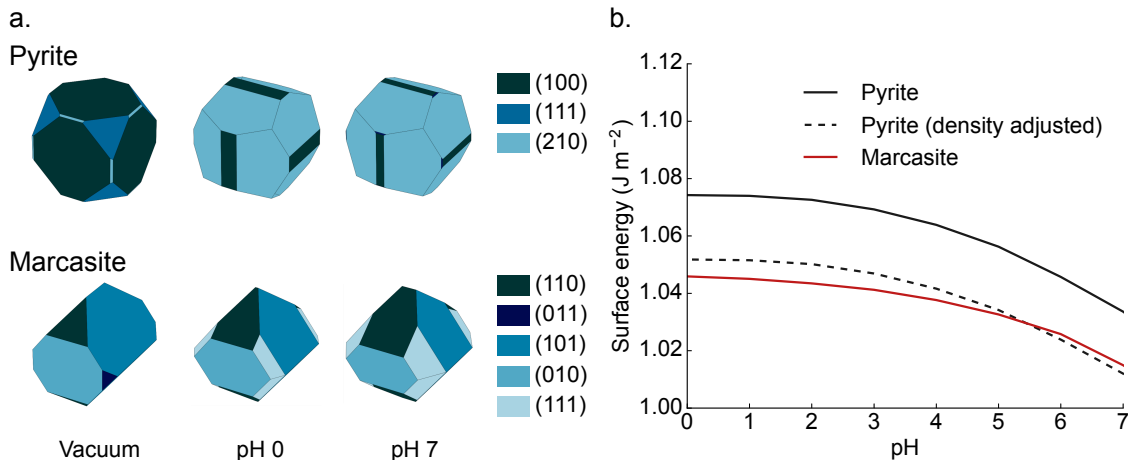 a.
Pyrite
(100)
(111)
(210)
Marcasite
(110)
(011)
(101)
(010)
(111)
Vacuum
pH 0
pH 7
b.
Surface energy (J m⁻²)
1.12
1.10
1.08
1.06
1.04
1.02
1.00
Pyrite
Pyrite (density adjusted)
Marcasite
0 1 2 3 4 5 6 7
pH